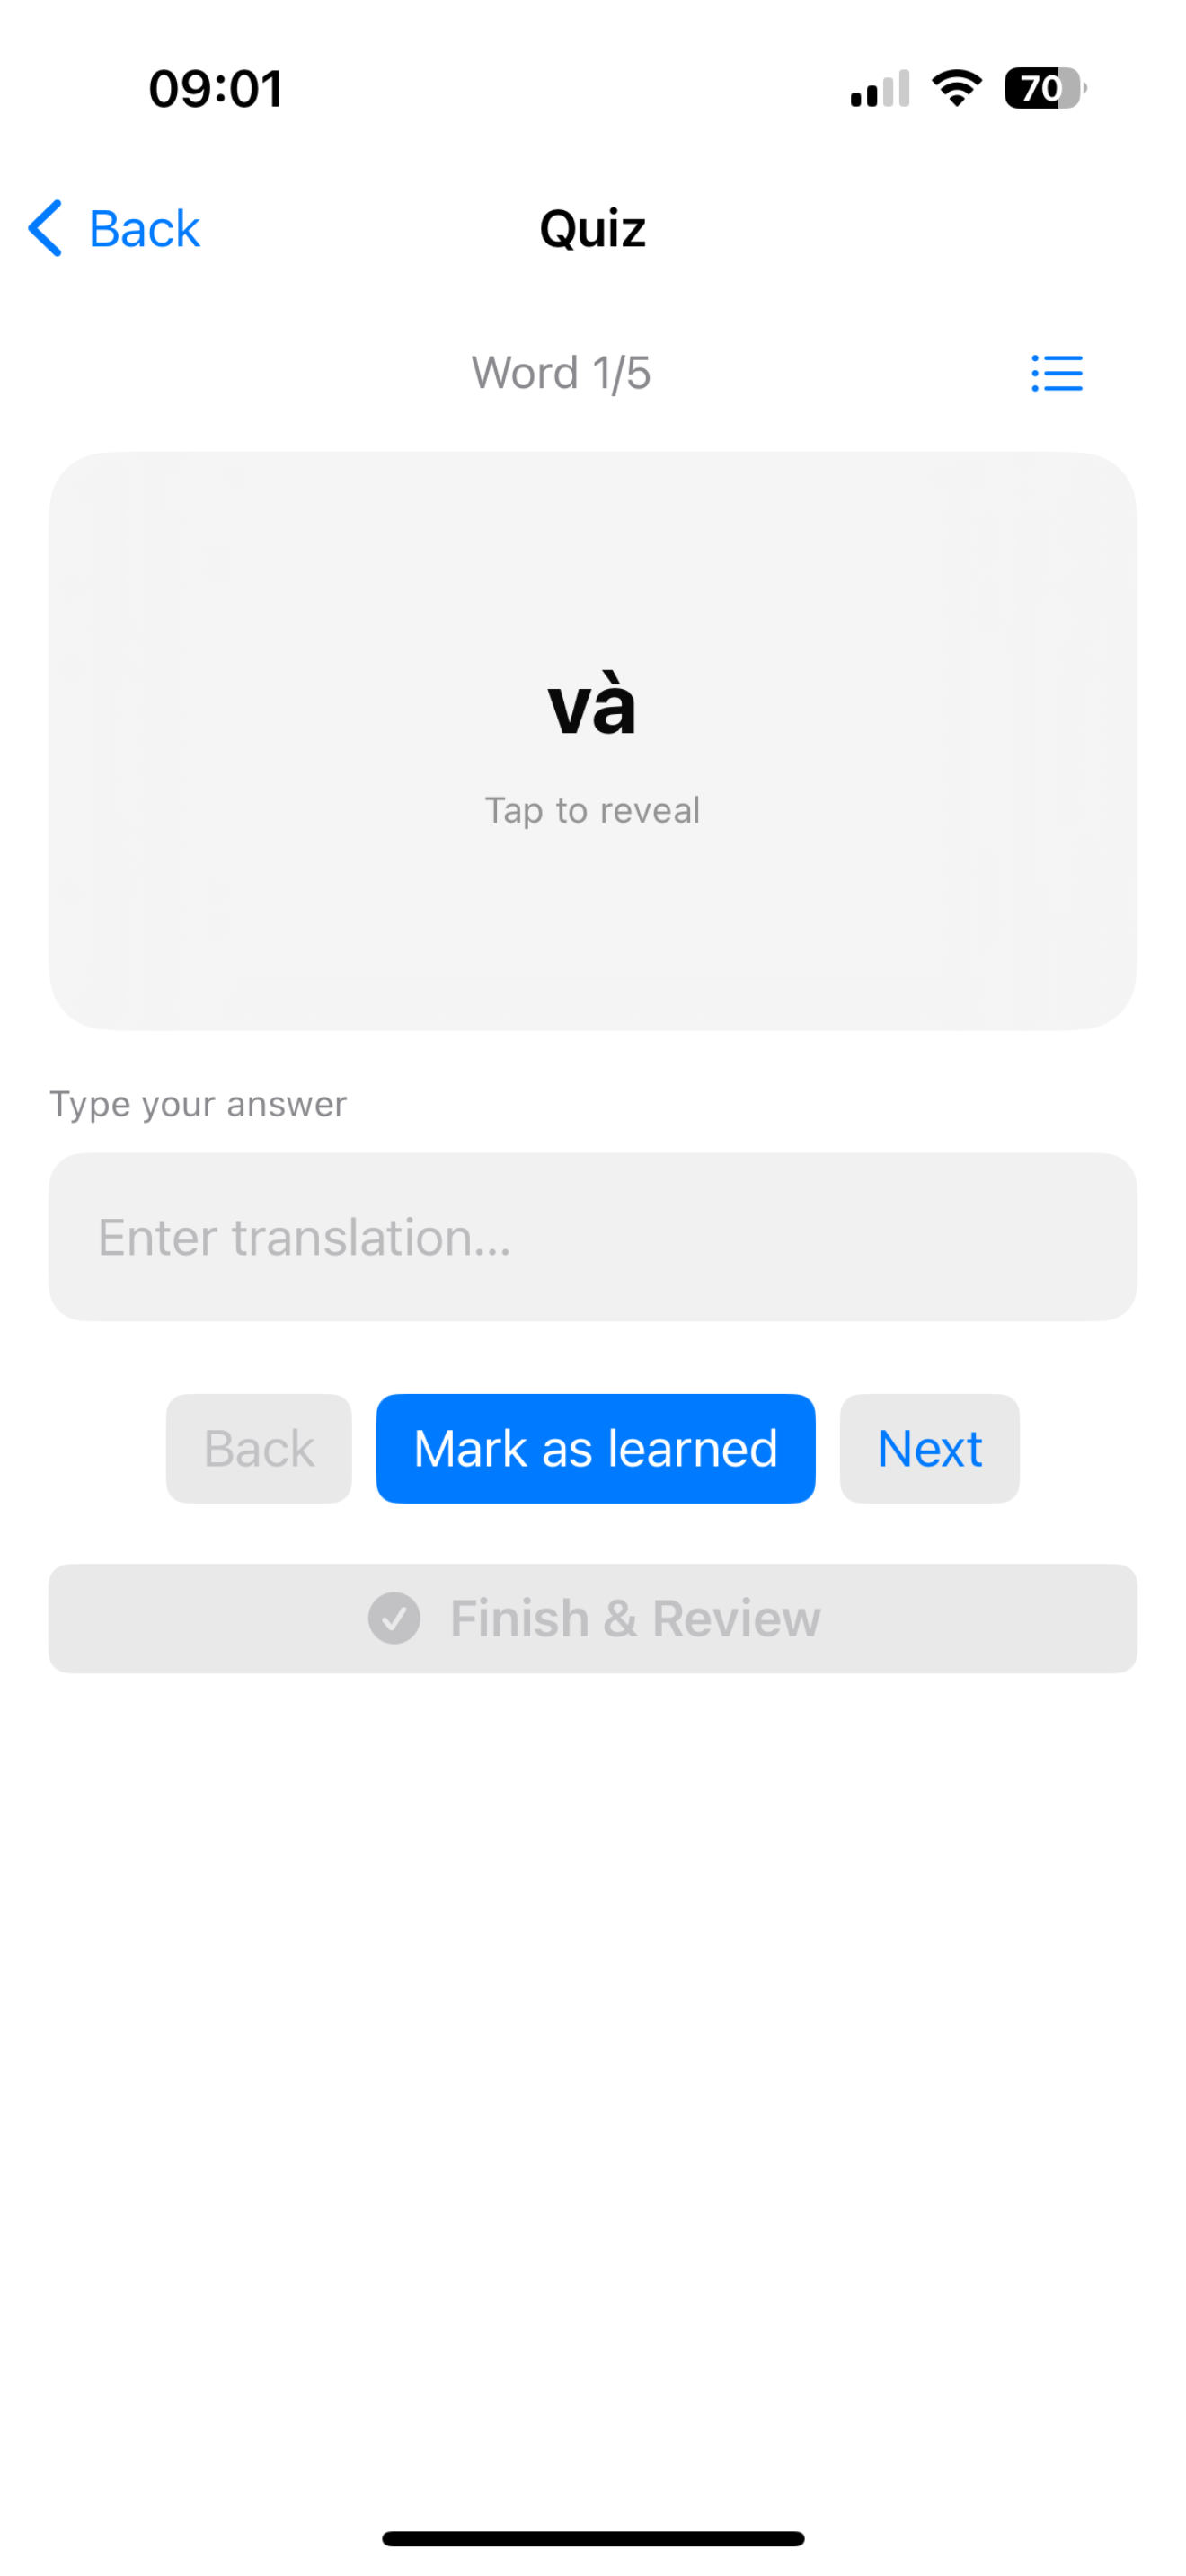 09:01
70
Back
Quiz
Word 1/5
và
Tap to reveal
Type your answer
Enter translation...
Back
Mark as learned
Next
Finish & Review